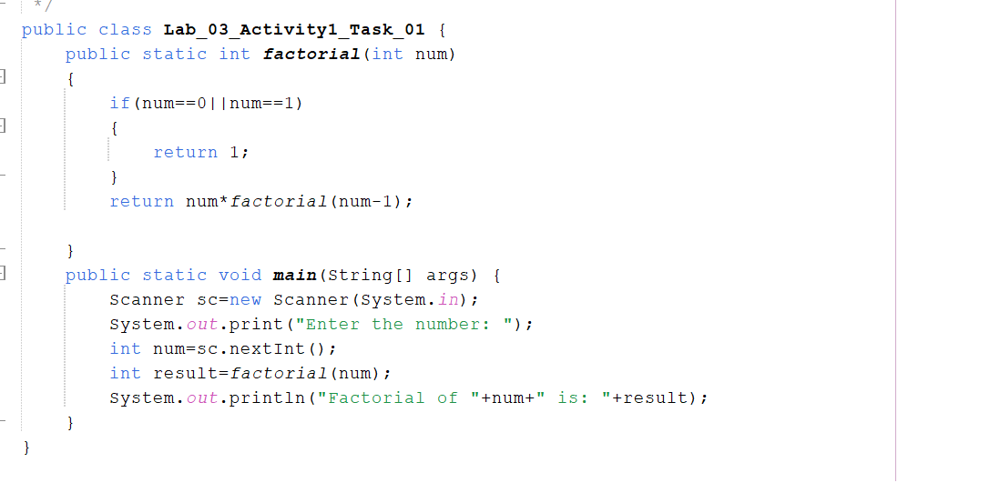 */
public class Lab_03_Activity1_Task_01 {
    public static int factorial(int num)
    {
        if(num==0||num==1)
        {
            return 1;
        }
        return num*factorial(num-1);

    }
    public static void main(String[] args) {
        Scanner sc=new Scanner(System.in);
        System.out.print("Enter the number: ");
        int num=sc.nextInt();
        int result=factorial(num);
        System.out.println("Factorial of "+num+" is: "+result);
    }
}